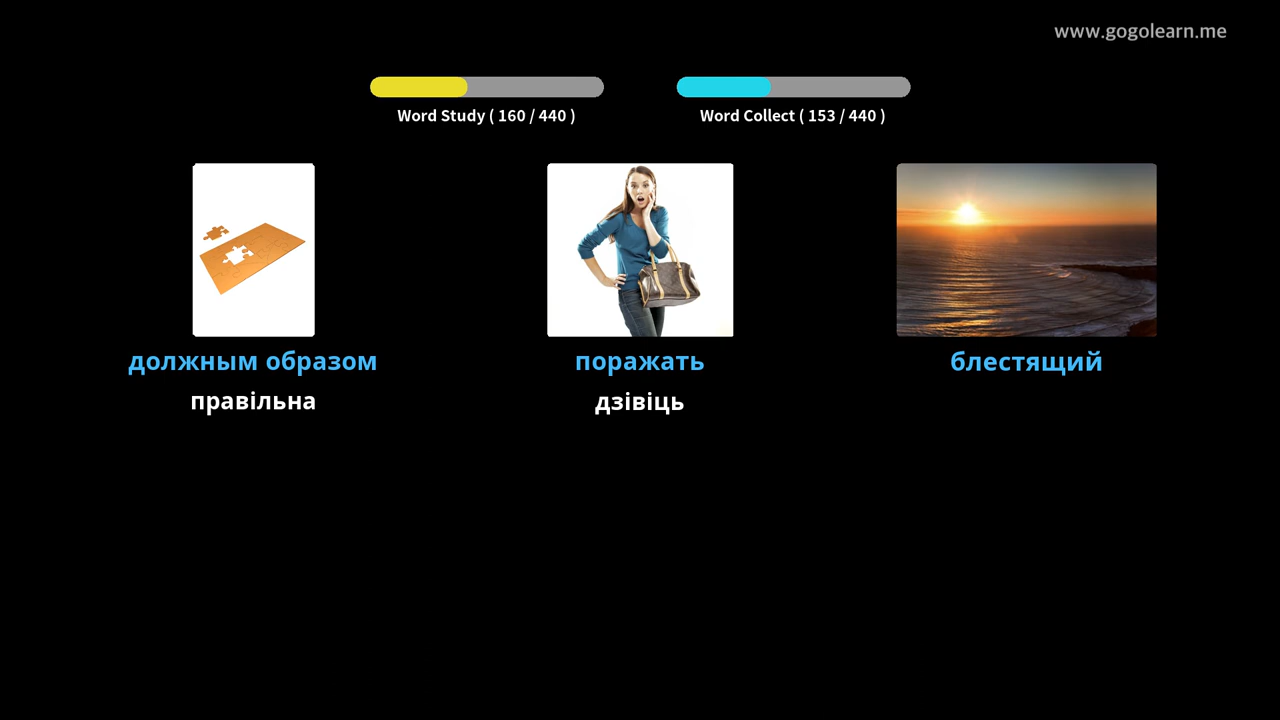 www.gogolearn.me
Word Study ( 160 / 440 )
Word Collect ( 153 / 440 )
должным образом
поражать
блестящий
правільна
дзівіць